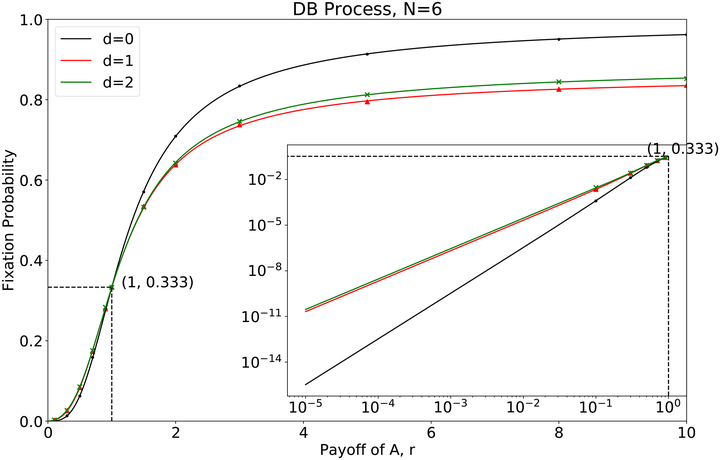 DB Process, N=6
1.0
0.8
0.6
0.4
0.2
0.0
Fixation Probability
d=0
d=1
d=2
(1, 0.333)
(1, 0.333)
10⁻²
10⁻⁵
10⁻⁸
10⁻¹¹
10⁻¹⁴
10⁻⁵ 10⁻⁴ 10⁻³ 10⁻² 10⁻¹ 10⁰
0 2 4 6 8 10
Payoff of A, r